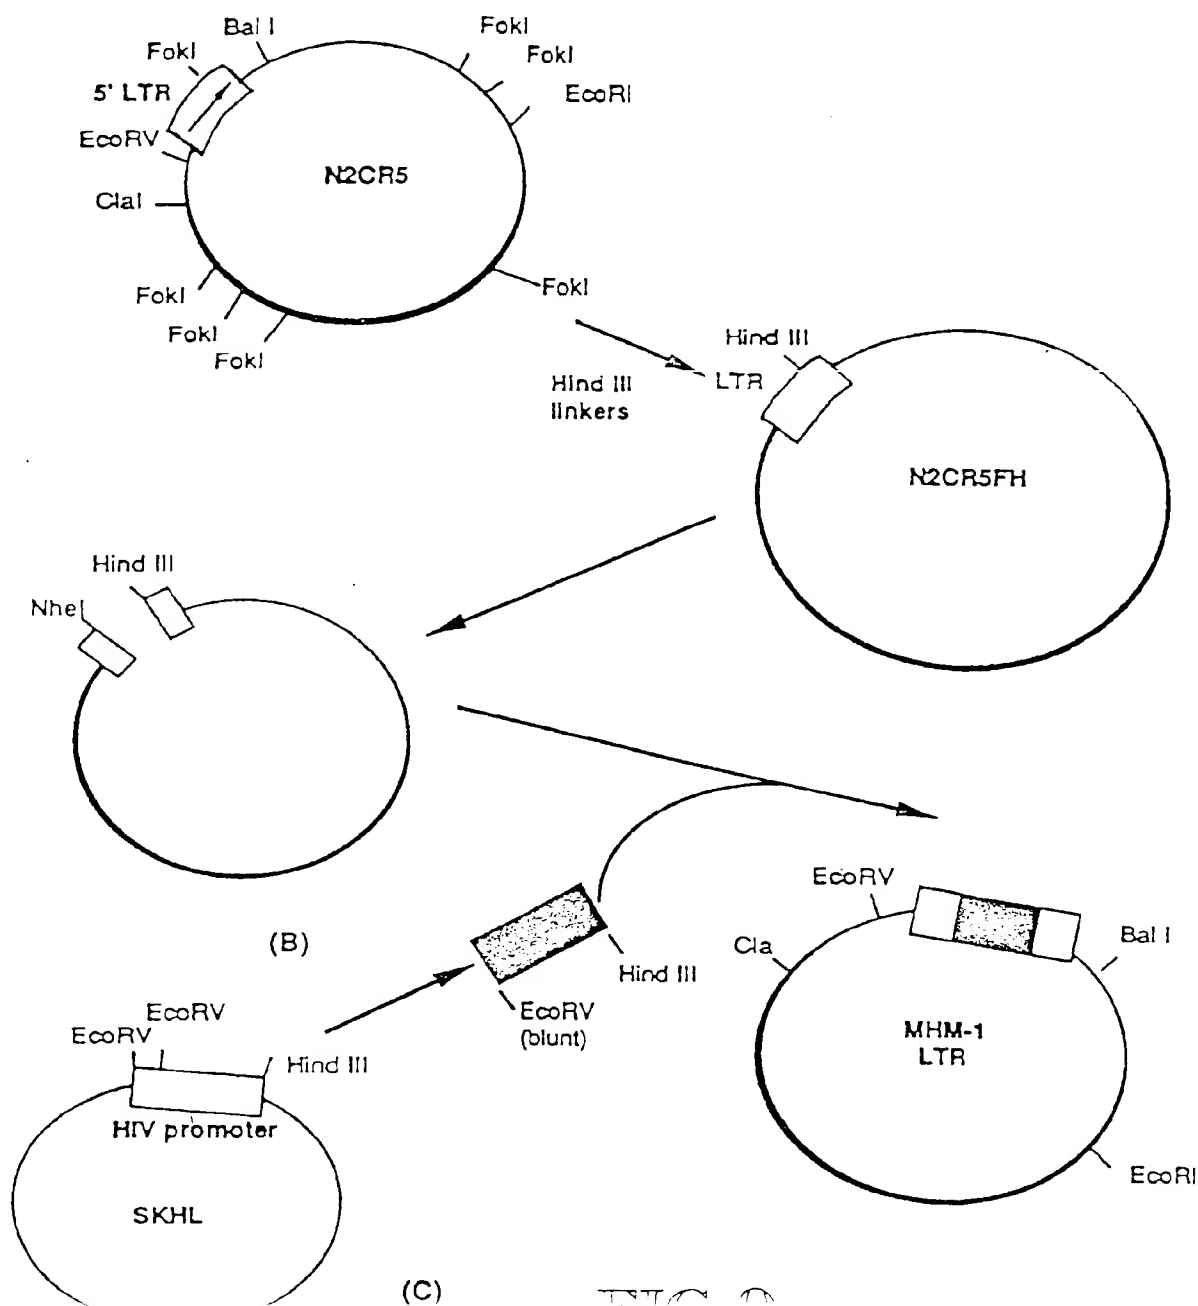 Bal I
FokI
5' LTR
EcoRV
ClaI
FokI
FokI
EcoRI
N2CR5
FokI
FokI
FokI
FokI
Hind III
linkers
Hind III
LTR
N2CR5FH
Hind III
NheI
(B)
EcoRV
Bal I
Cla
Hind III
EcoRV
(blunt)
MHM-1
LTR
EcoRI
EcoRV
EcoRV
Hind III
HIV promoter
SKHL
(C)